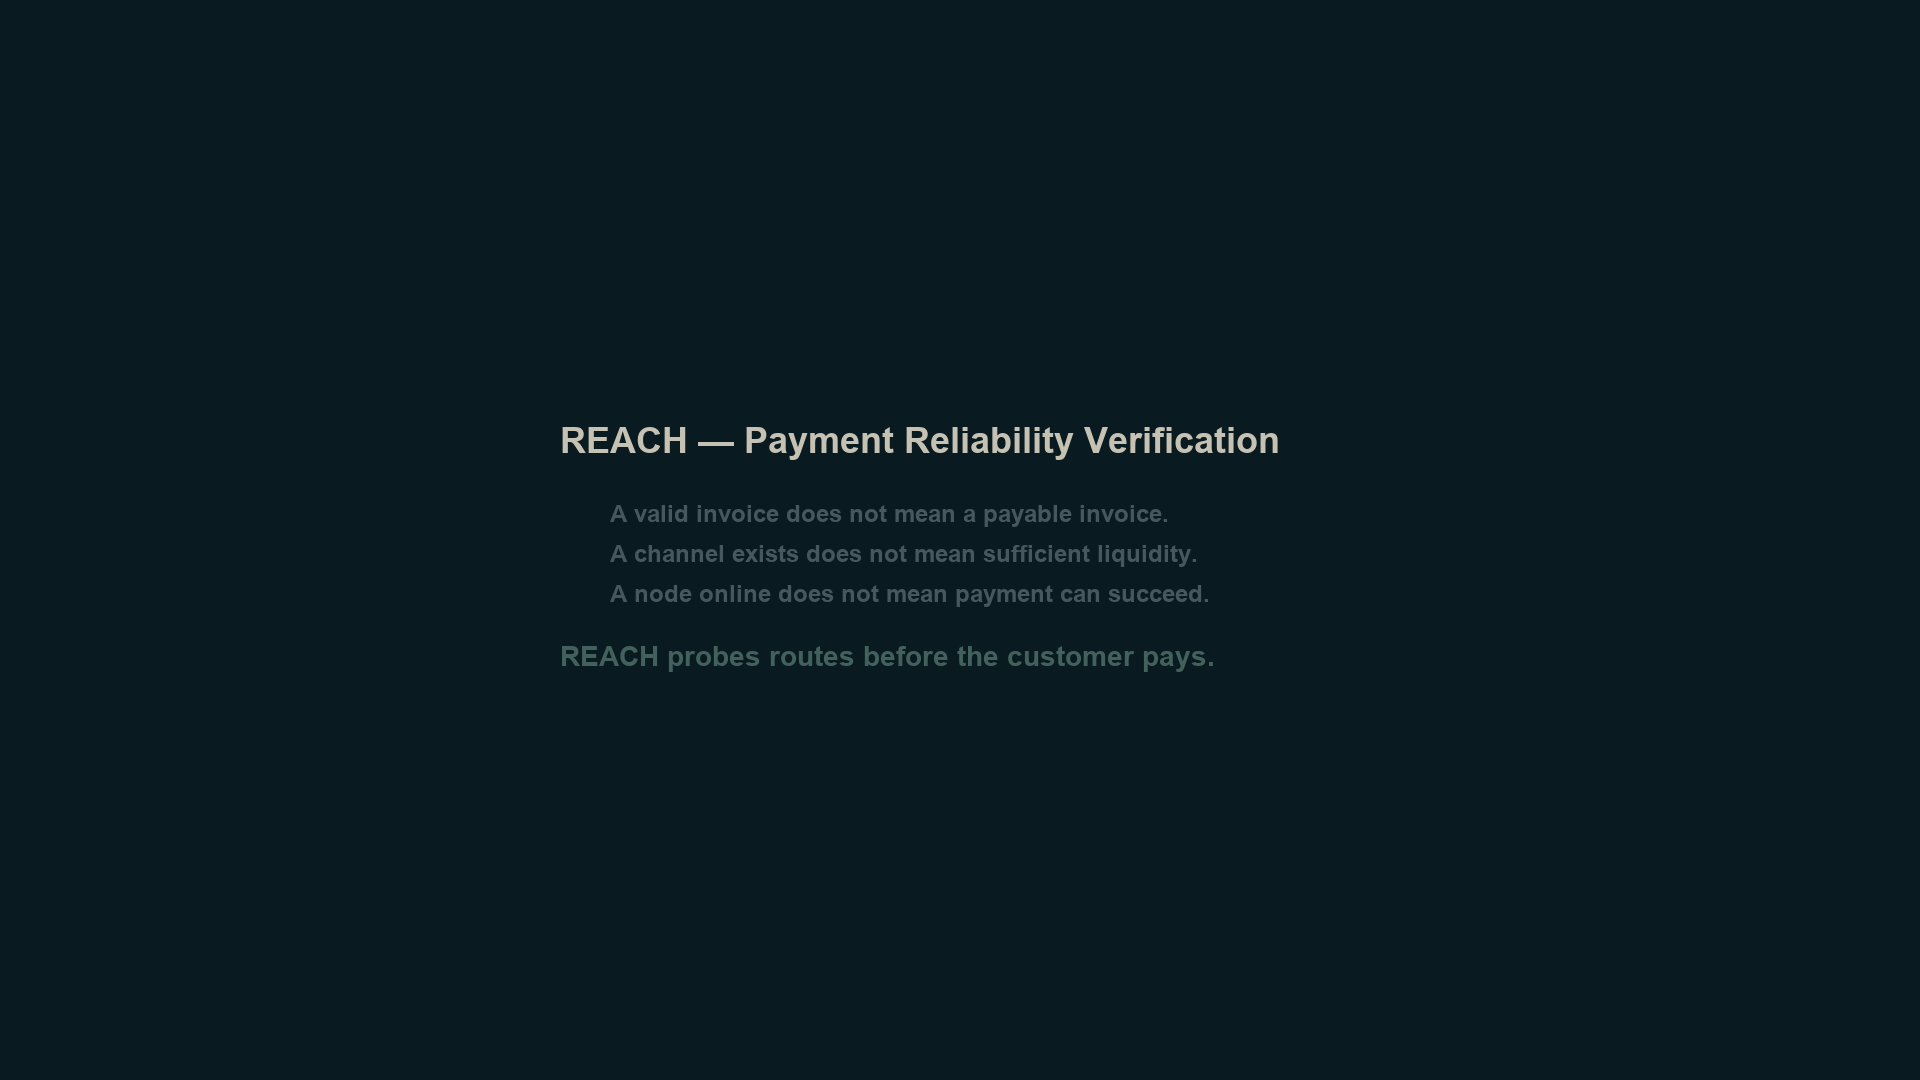 REACH — Payment Reliability Verification
A valid invoice does not mean a payable invoice.
A channel exists does not mean sufficient liquidity.
A node online does not mean payment can succeed.
REACH probes routes before the customer pays.